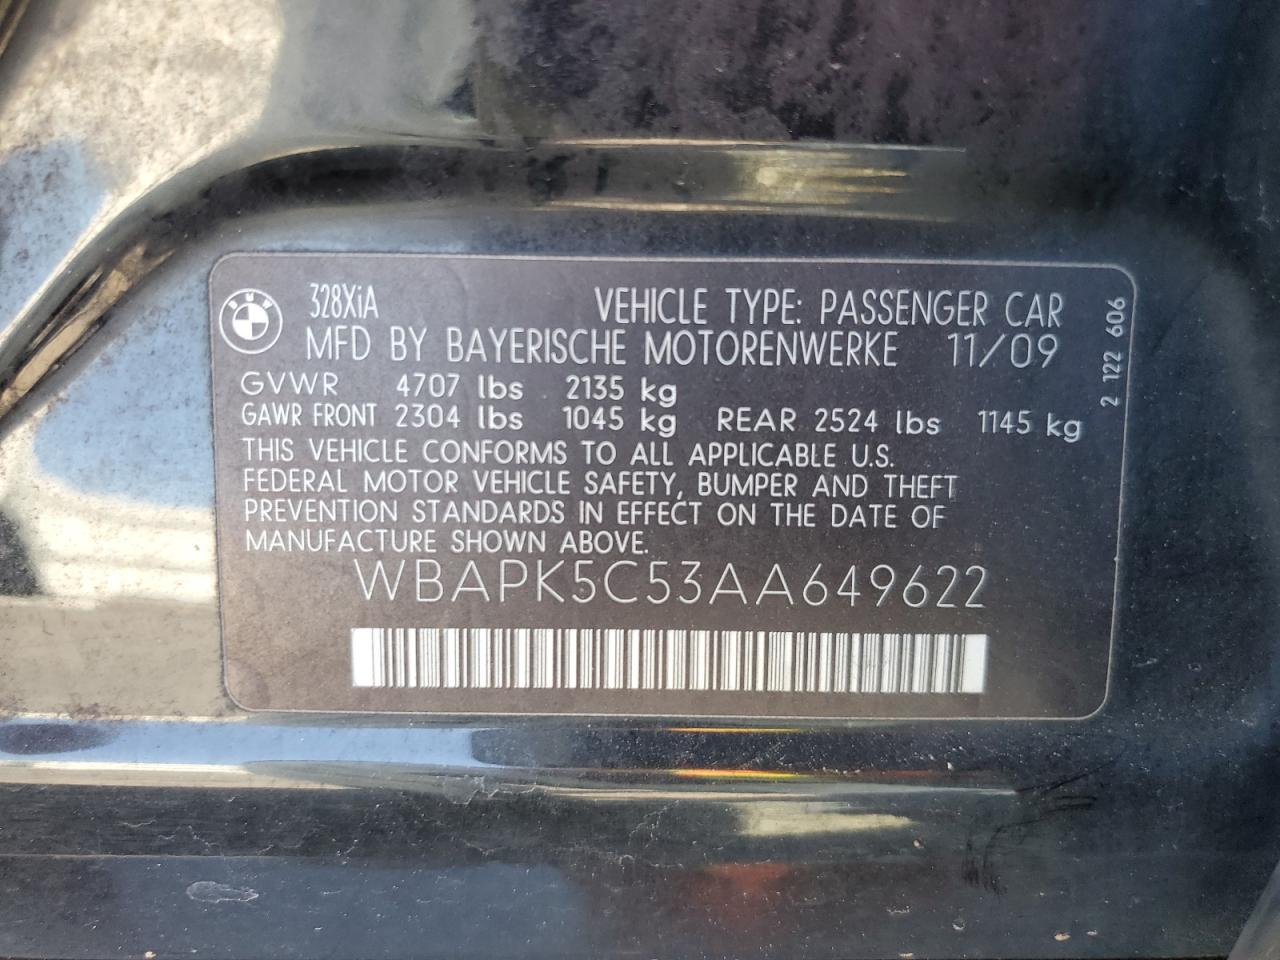 BMW
328XiA VEHICLE TYPE: PASSENGER CAR
MFD BY BAYERISCHE MOTORENWERKE 11/09
GVWR 4707 lbs 2135 kg
GAWR FRONT 2304 lbs 1045 kg REAR 2524 lbs 1145 kg
THIS VEHICLE CONFORMS TO ALL APPLICABLE U.S.
FEDERAL MOTOR VEHICLE SAFETY, BUMPER AND THEFT
PREVENTION STANDARDS IN EFFECT ON THE DATE OF
MANUFACTURE SHOWN ABOVE.
WBAPK5C53AA649622
2 122 606